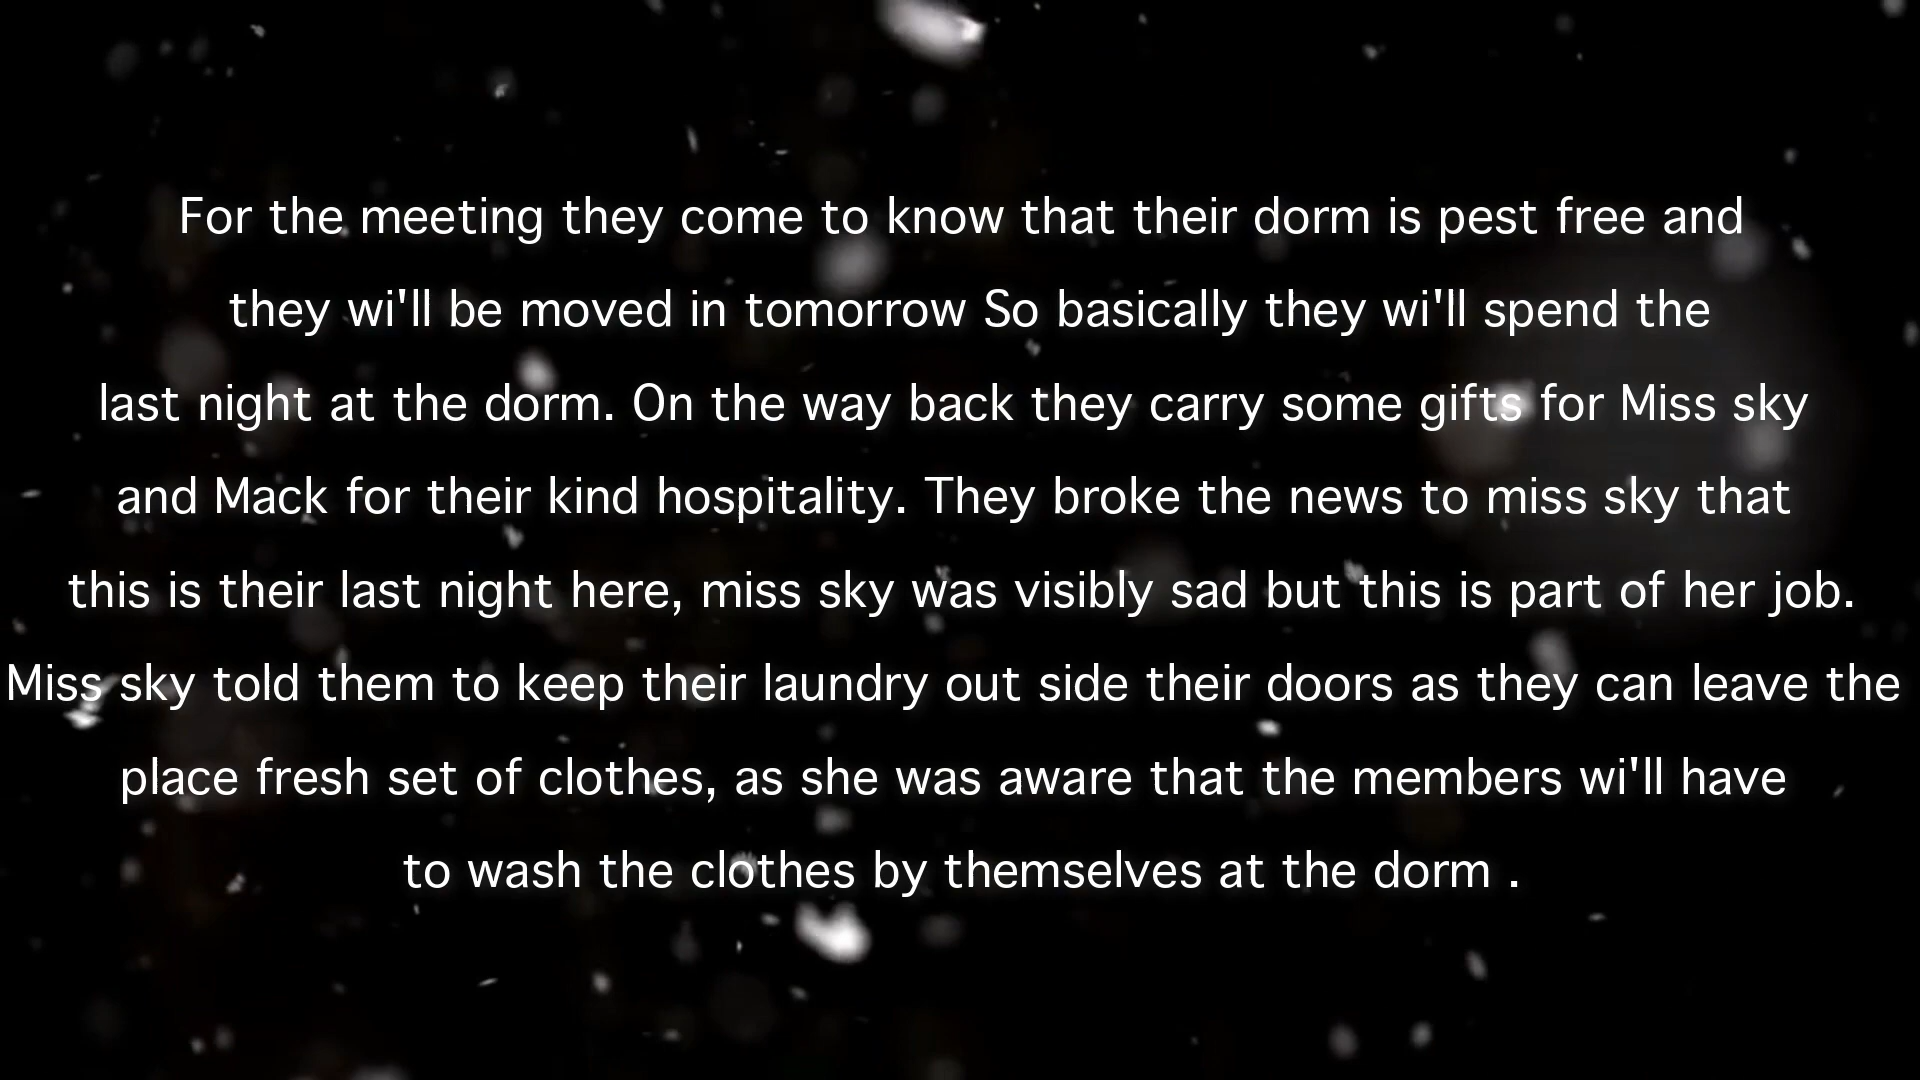 For the meeting they come to know that their dorm is pest free and
they wi'll be moved in tomorrow So basically they wi'll spend the
last night at the dorm. On the way back they carry some gifts for Miss sky
and Mack for their kind hospitality. They broke the news to miss sky that
this is their last night here, miss sky was visibly sad but this is part of her job.
Miss sky told them to keep their laundry out side their doors as they can leave the
place fresh set of clothes, as she was aware that the members wi'll have
to wash the clothes by themselves at the dorm .